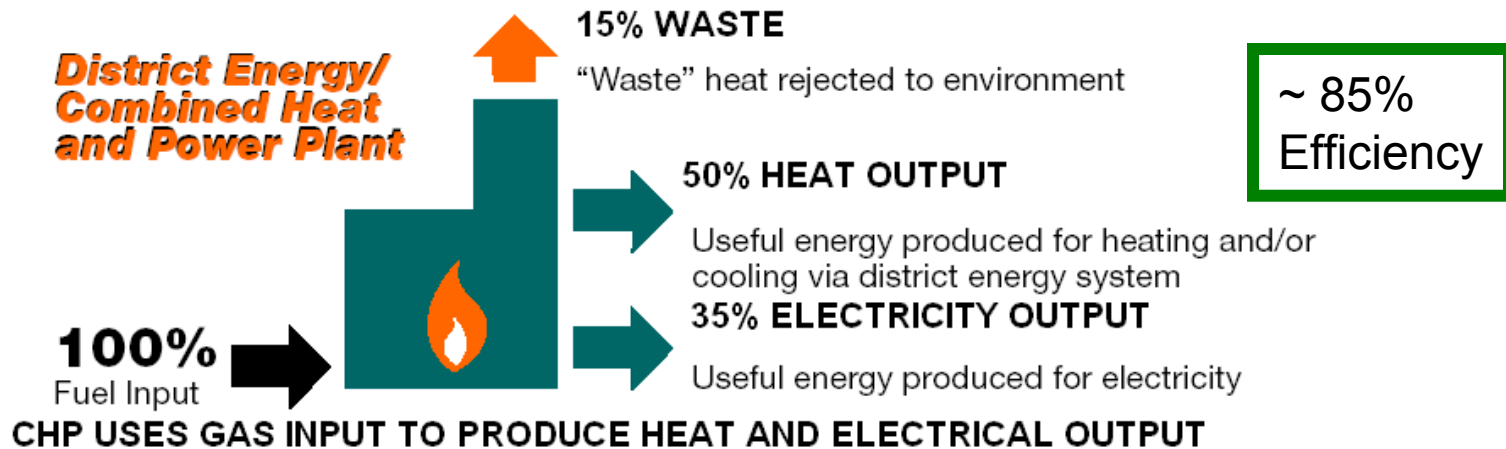 15% WASTE
“Waste” heat rejected to environment
District Energy/
Combined Heat
and Power Plant
~ 85%
Efficiency
50% HEAT OUTPUT
Useful energy produced for heating and/or
cooling via district energy system
35% ELECTRICITY OUTPUT
Useful energy produced for electricity
100%
Fuel Input
CHP USES GAS INPUT TO PRODUCE HEAT AND ELECTRICAL OUTPUT